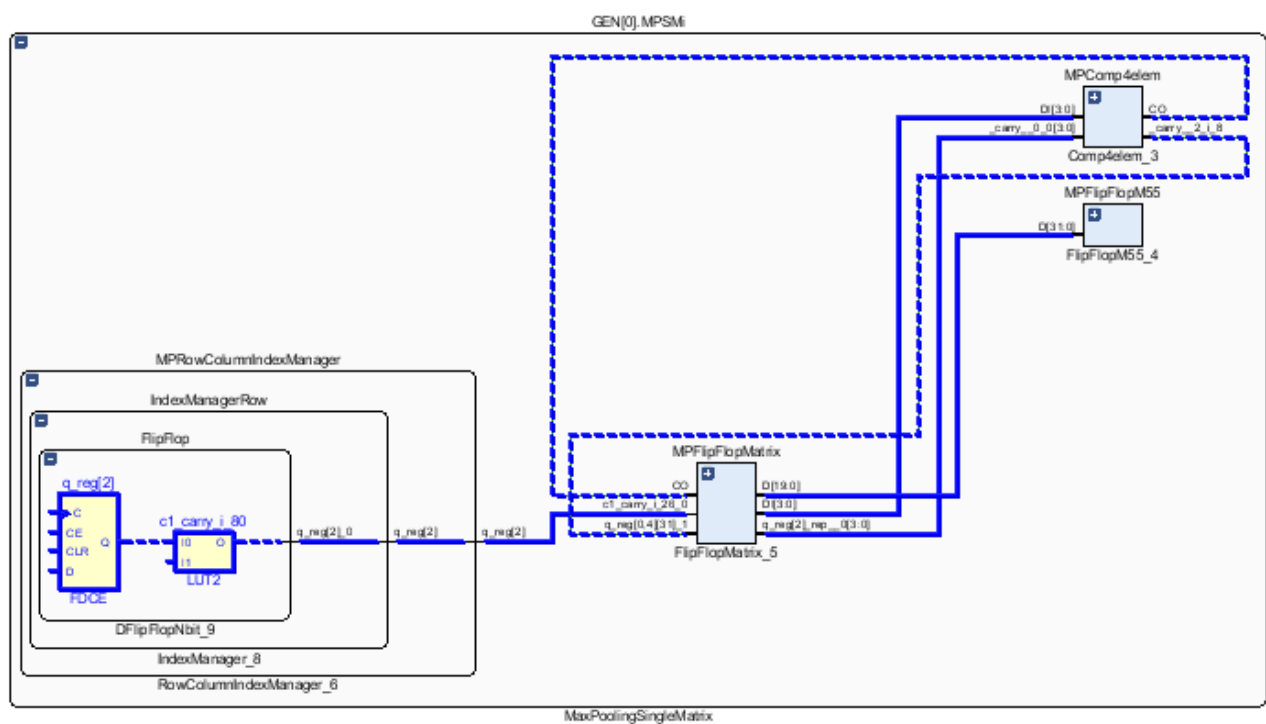 GEN[0].MPSMi
MPComp4elem
DI[3:0]
CO
_carry__0_0[3:0]
_carry__2_i_8
Comp4elem_3
MPFlipFlopM55
D[31:0]
FlipFlopM55_4
MPRowColumnIndexManager
IndexManagerRow
FlipFlop
MPFlipFlopMatrix
q_reg[2]
CO
D[19:0]
c1_carry_i_26_0
DI[3:0]
C
c1_carry_i_80
q_reg[0,4][31]_1
q_reg[2]_rep__0[3:0]
CE
Q
I0
O
q_reg[2]_0
q_reg[2]
q_reg[2]
CLR
FlipFlopMatrix_5
I1
D
LUT2
FDCE
DFlipFlopNbit_9
IndexManager_8
RowColumnIndexManager_6
MaxPoolingSingleMatrix